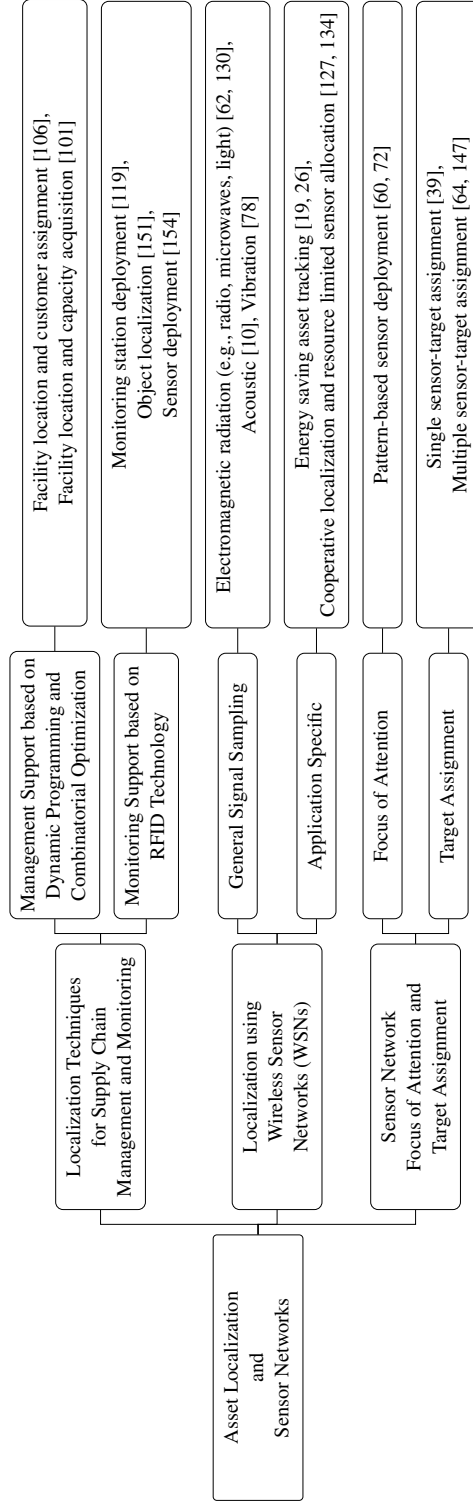 Asset Localization
and
Sensor Networks
Localization Techniques
for Supply Chain
Management and Monitoring
Management Support based on
Dynamic Programming and
Combinatorial Optimization
Facility location and customer assignment [106],
Facility location and capacity acquisition [101]
Monitoring Support based on
RFID Technology
Monitoring station deployment [119],
Object localization [151],
Sensor deployment [154]
Localization using
Wireless Sensor
Networks (WSNs)
General Signal Sampling
Electromagnetic radiation (e.g., radio, microwaves, light) [62, 130],
Acoustic [10], Vibration [78]
Application Specific
Energy saving asset tracking [19, 26],
Cooperative localization and resource limited sensor allocation [127, 134]
Sensor Network
Focus of Attention and
Target Assignment
Focus of Attention
Pattern-based sensor deployment [60, 72]
Target Assignment
Single sensor-target assignment [39],
Multiple sensor-target assignment [64, 147]